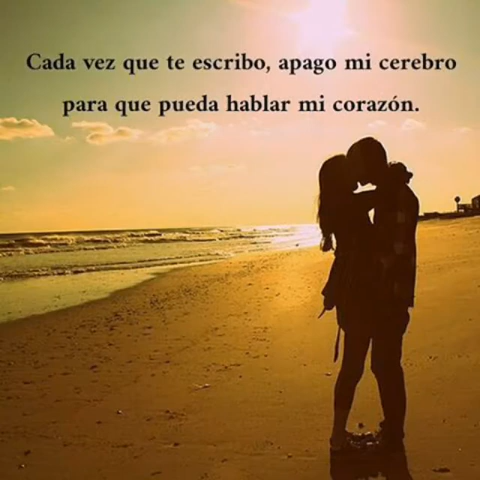 Cada vez que te escribo, apago mi cerebro
para que pueda hablar mi corazón.